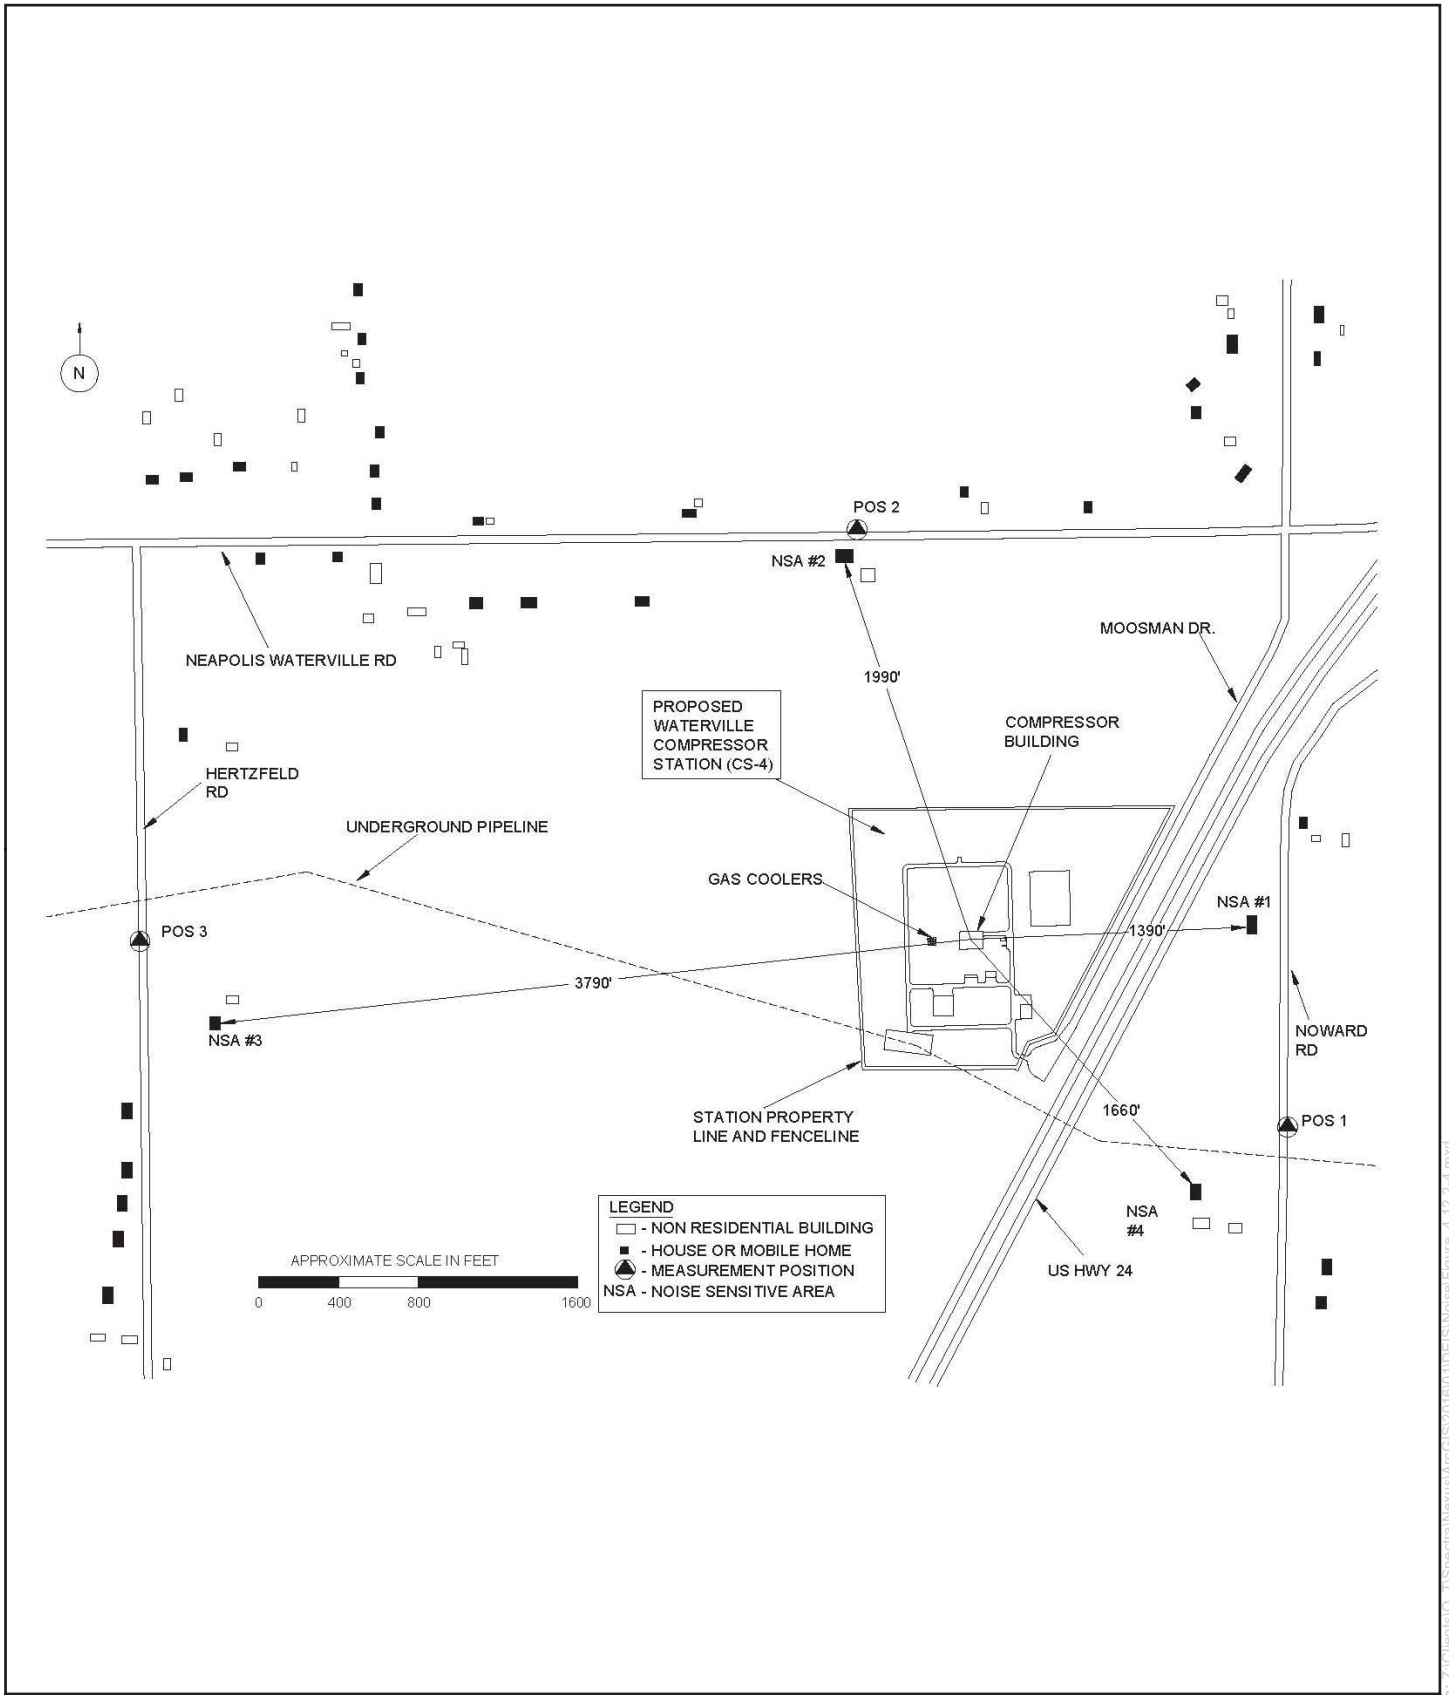 N
POS 2
NSA #2
MOOSMAN DR.
NEAPOLIS WATERVILLE RD
1990'
PROPOSED
WATERVILLE
COMPRESSOR
STATION (CS-4)
COMPRESSOR
BUILDING
HERTZFELD
RD
UNDERGROUND PIPELINE
GAS COOLERS
NSA #1
POS 3
1390'
3790'
NSA #3
NOWARD
RD
1660'
STATION PROPERTY
LINE AND FENCELINE
POS 1
NSA
#4
US HWY 24
APPROXIMATE SCALE IN FEET
0 400 800 1600
LEGEND
- NON RESIDENTIAL BUILDING
- HOUSE OR MOBILE HOME
- MEASUREMENT POSITION
NSA - NOISE SENSITIVE AREA